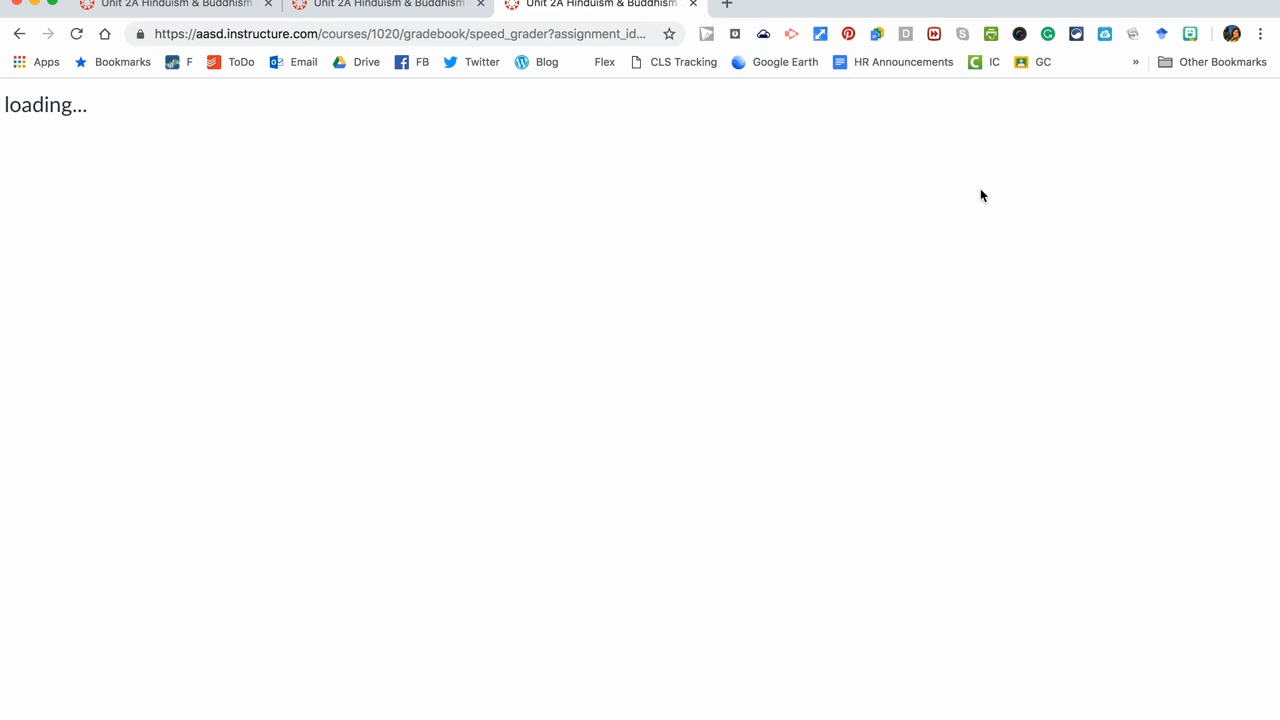 Unit 2A Hinduism & Buddhism
Unit 2A Hinduism & Buddhism
Unit 2A Hinduism & Buddhism
https://aasd.instructure.com/courses/1020/gradebook/speed_grader?assignment_id...
Apps Bookmarks F ToDo Email Drive FB Twitter Blog Flex CLS Tracking Google Earth HR Announcements IC GC » Other Bookmarks
loading...